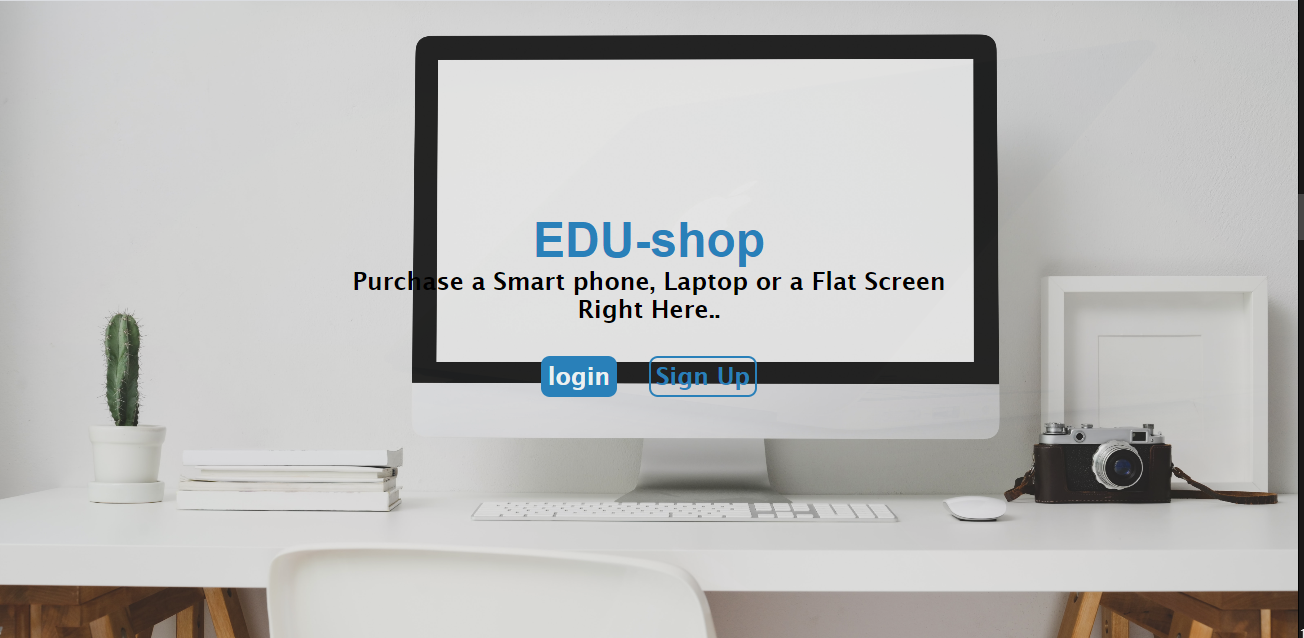 EDU-shop
Purchase a Smart phone, Laptop or a Flat Screen
Right Here..
login Sign Up